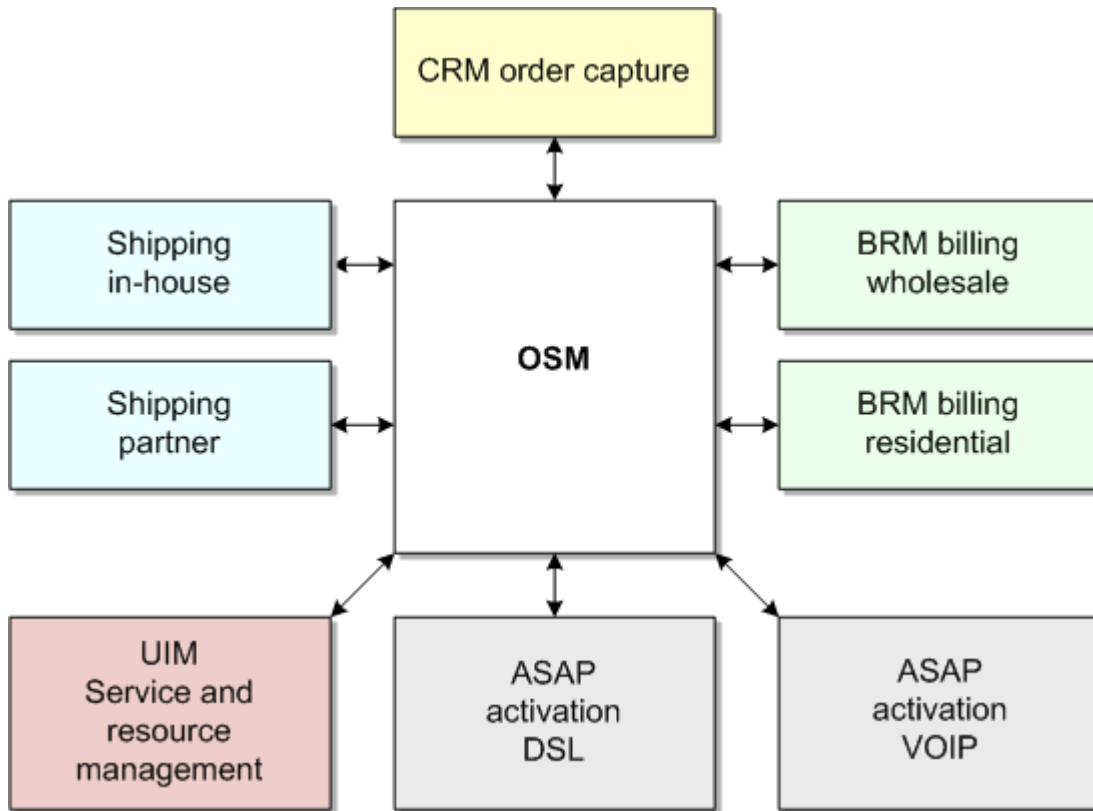 CRM order capture
Shipping
in-house
BRM billing
wholesale
OSM
Shipping
partner
BRM billing
residential
UIM
Service and
resource
management
ASAP
activation
DSL
ASAP
activation
VOIP